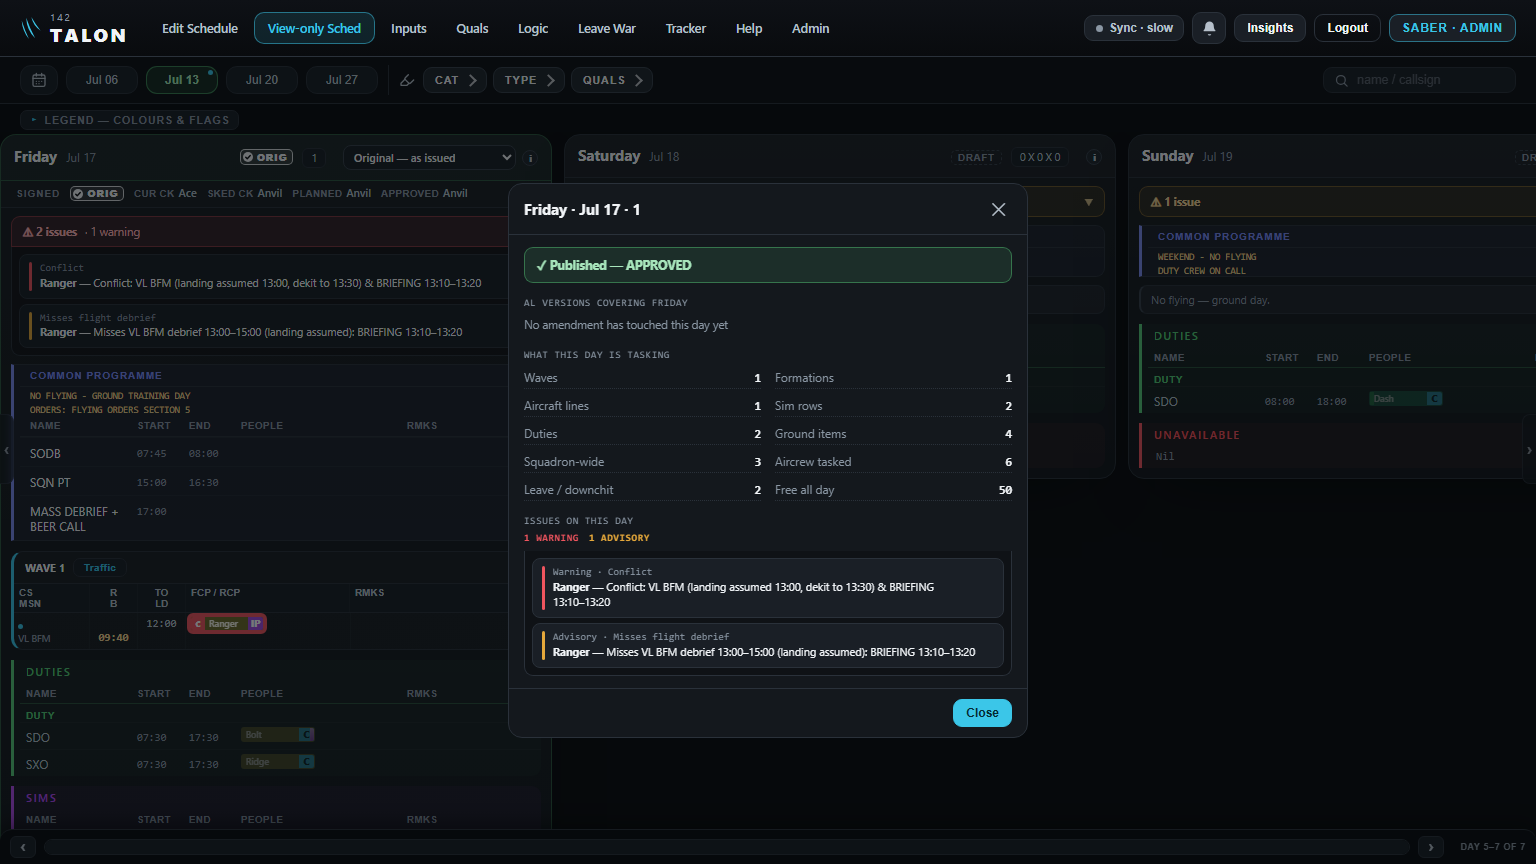 142
TALON
Edit Schedule
View-only Sched
Inputs
Quals
Logic
Leave War
Tracker
Help
Admin
Sync · slow
Insights
Logout
SABER · ADMIN
Jul 06
Jul 13
Jul 20
Jul 27
CAT
TYPE
QUALS
name / callsign
LEGEND — COLOURS & FLAGS
Friday Jul 17
ORIG
1
Original — as issued
i
SIGNED ORIG CUR CK Ace SKED CK Anvil PLANNED Anvil APPROVED Anvil
2 issues · 1 warning
Conflict
Ranger — Conflict: VL BFM (landing assumed 13:00, dekit to 13:30) & BRIEFING 13:10–13:20
Misses flight debrief
Ranger — Misses VL BFM debrief 13:00–15:00 (landing assumed): BRIEFING 13:10–13:20
COMMON PROGRAMME
NO FLYING - GROUND TRAINING DAY
ORDERS: FLYING ORDERS SECTION 5
NAME START END PEOPLE RMKS
SODB 07:45 08:00
SQN PT 15:00 16:30
MASS DEBRIEF + 17:00
BEER CALL
WAVE 1 Traffic
CS R TO FCP / RCP RMKS
MSN B LD
12:00 c Ranger IP
VL BFM 09:40
DUTIES
NAME START END PEOPLE RMKS
DUTY
SDO 07:30 17:30 Bolt C
SXO 07:30 17:30 Ridge C
SIMS
NAME START END PEOPLE RMKS
Saturday Jul 18
DRAFT
0X0X0
i
Friday · Jul 17 · 1
✓ Published — APPROVED
AL VERSIONS COVERING FRIDAY
No amendment has touched this day yet
WHAT THIS DAY IS TASKING
Waves 1 Formations 1
Aircraft lines 1 Sim rows 2
Duties 2 Ground items 4
Squadron-wide 3 Aircrew tasked 6
Leave / downchit 2 Free all day 50
ISSUES ON THIS DAY
1 WARNING 1 ADVISORY
Warning · Conflict
Ranger — Conflict: VL BFM (landing assumed 13:00, dekit to 13:30) & BRIEFING
13:10–13:20
Advisory · Misses flight debrief
Ranger — Misses VL BFM debrief 13:00–15:00 (landing assumed): BRIEFING 13:10–13:20
Close
Sunday Jul 19
DR
1 issue
COMMON PROGRAMME
WEEKEND - NO FLYING
DUTY CREW ON CALL
No flying — ground day.
DUTIES
NAME START END PEOPLE
DUTY
SDO 08:00 18:00 Dash C
UNAVAILABLE
Nil
DAY 5–7 OF 7